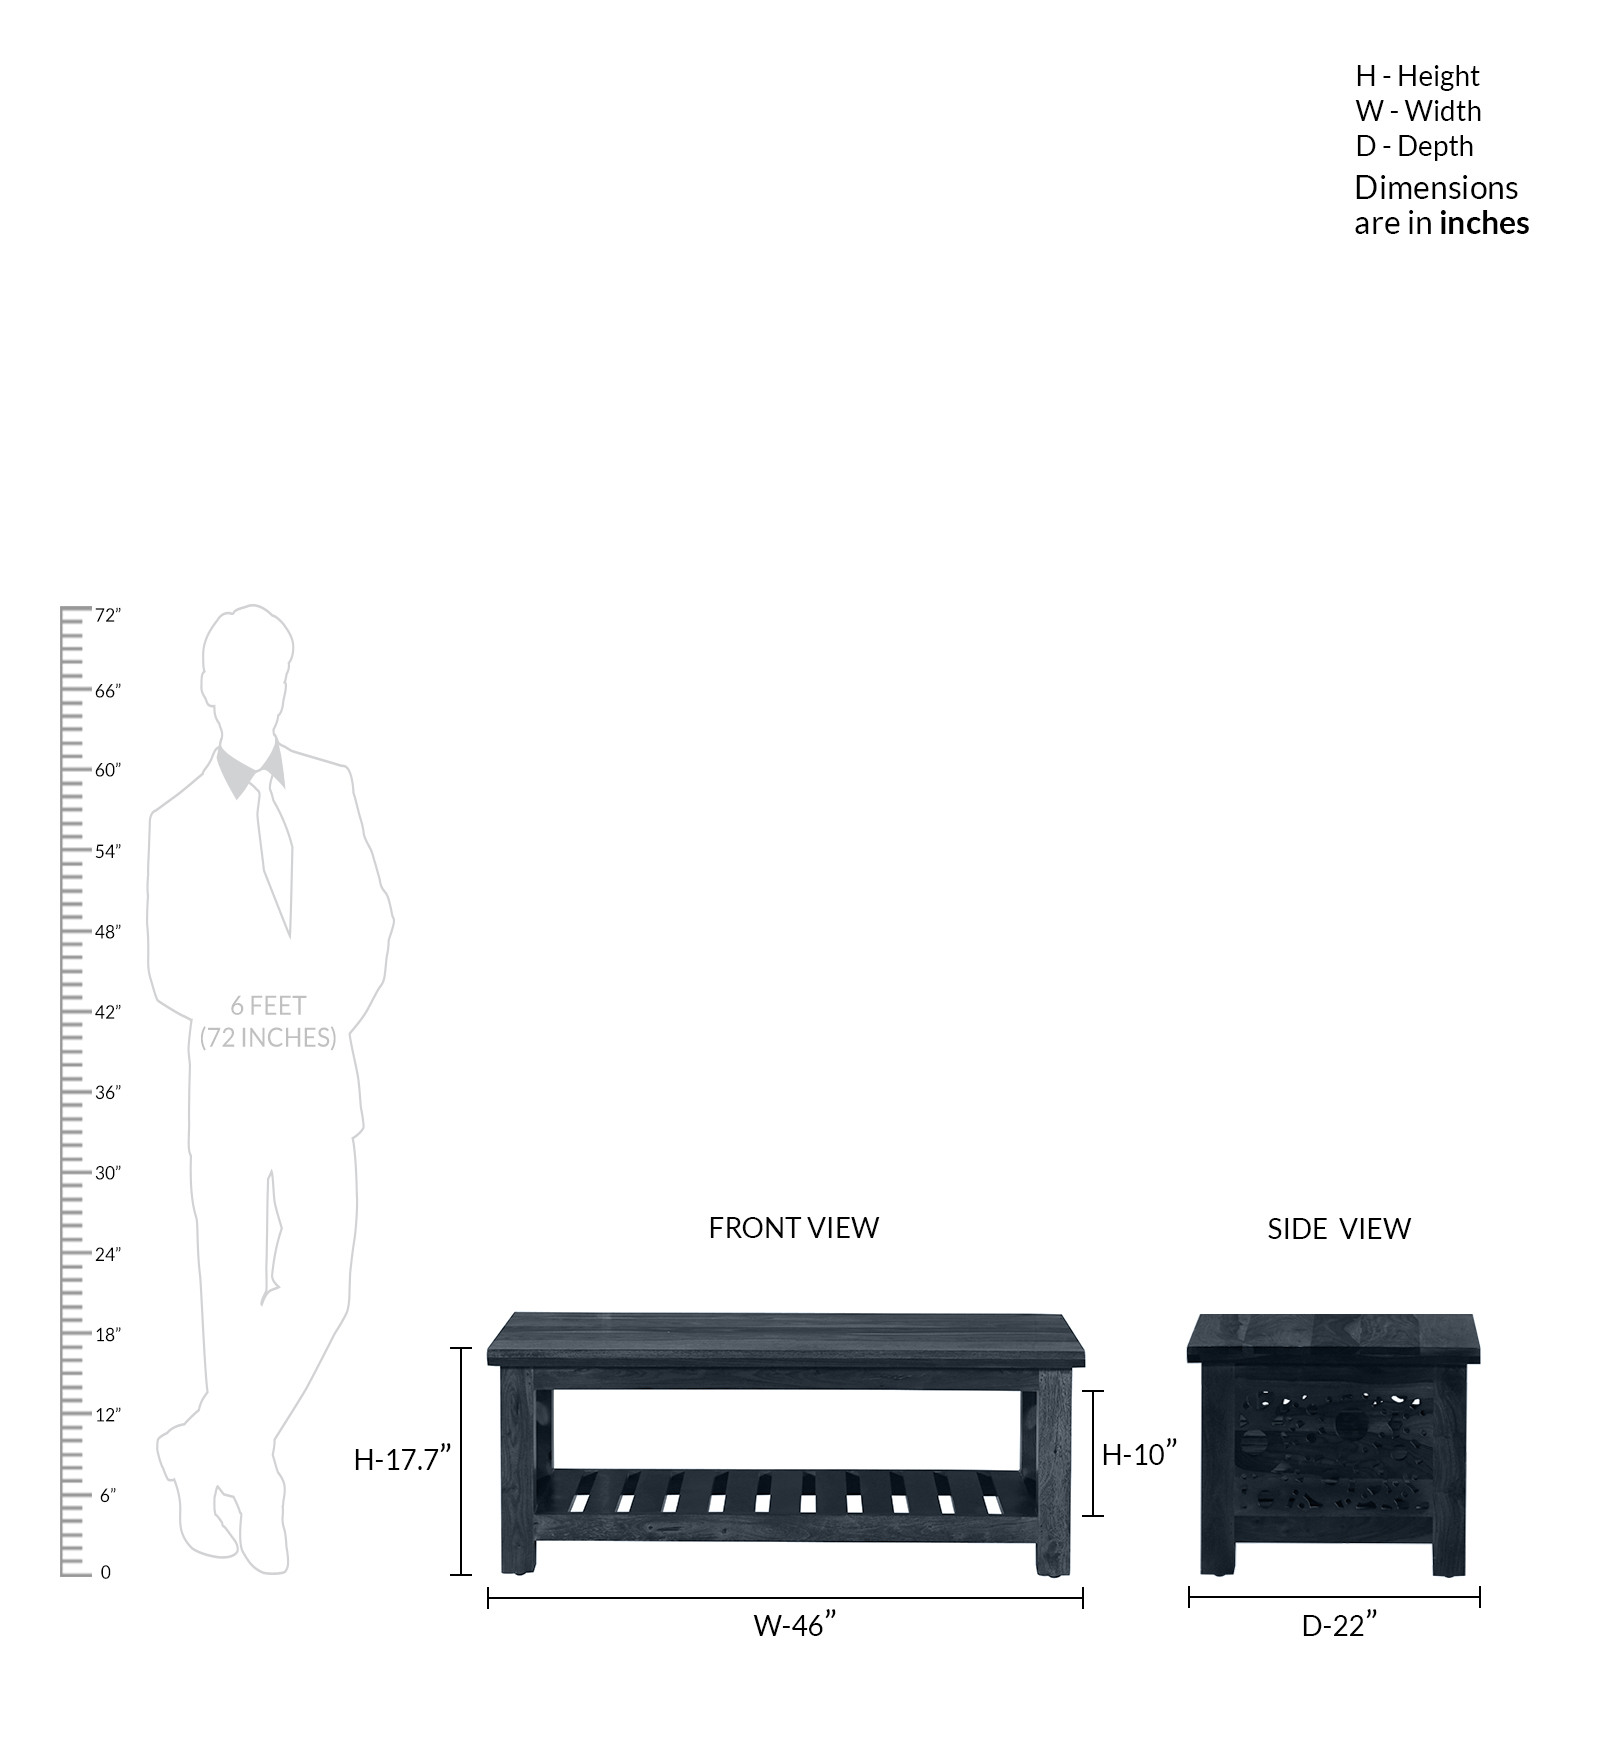 H - Height
W - Width
D - Depth
Dimensions
are in inches
72”
66”
60”
54”
48”
42”
36”
30”
24”
18”
12”
6”
0
6 FEET
(72 INCHES)
FRONT VIEW
SIDE VIEW
H-17.7”
H-10”
W-46”
D-22”